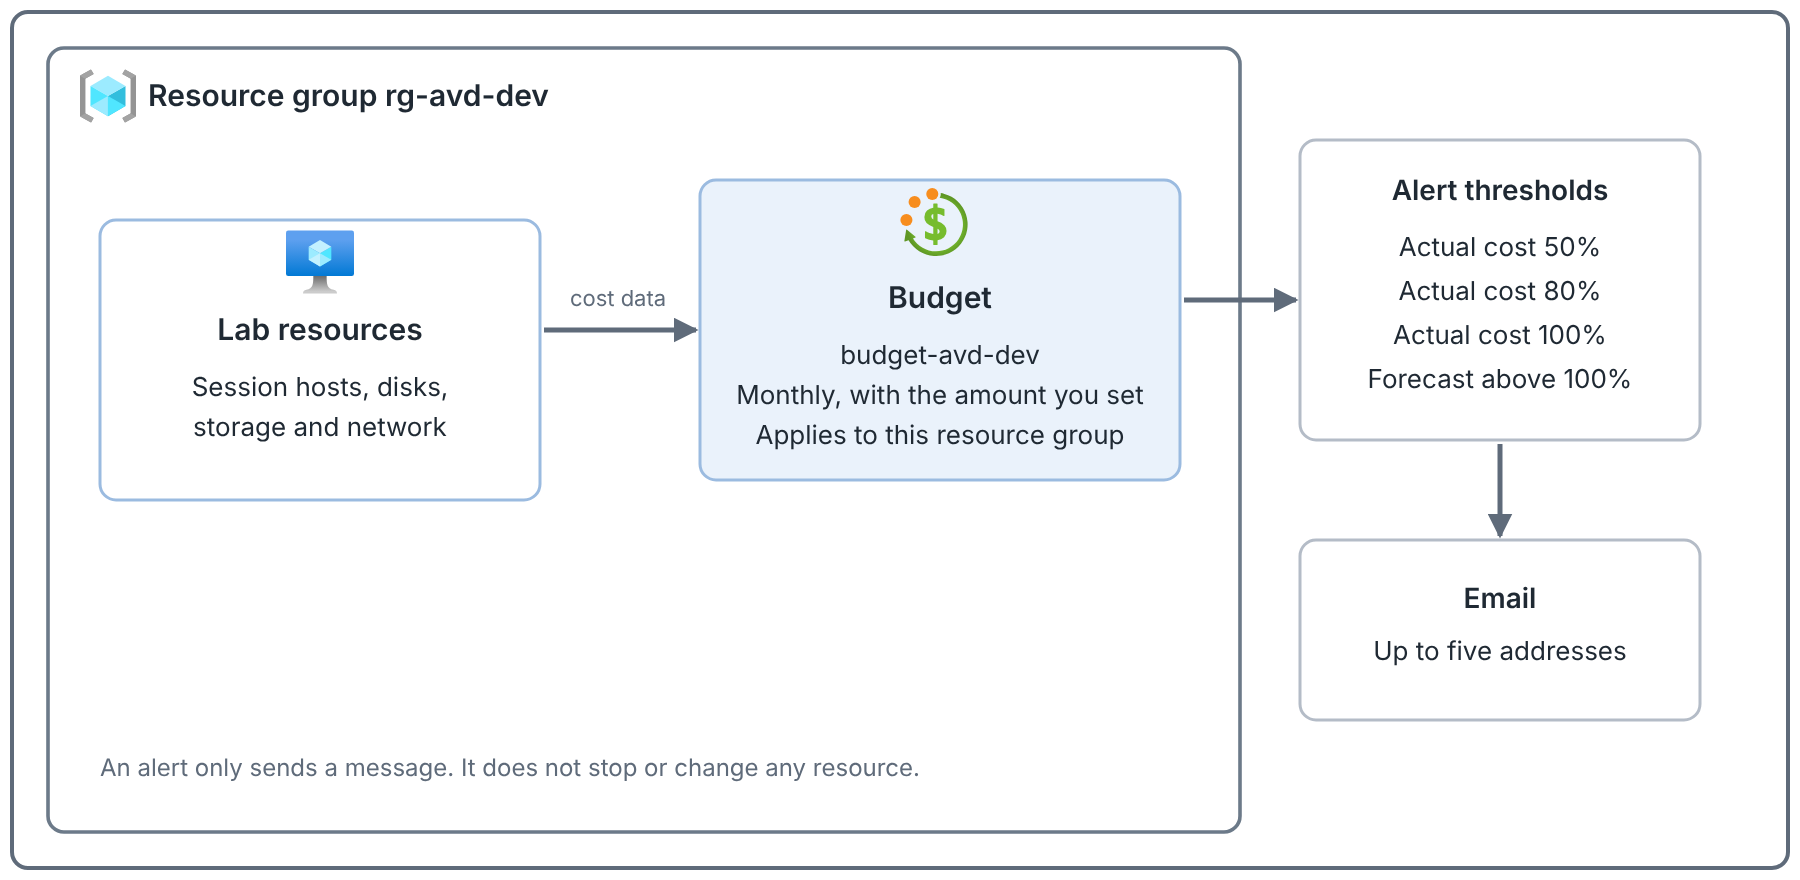 Resource group rg-avd-dev
Lab resources
Session hosts, disks,
storage and network
cost data
$
Budget
budget-avd-dev
Monthly, with the amount you set
Applies to this resource group
Alert thresholds
Actual cost 50%
Actual cost 80%
Actual cost 100%
Forecast above 100%
Email
Up to five addresses
An alert only sends a message. It does not stop or change any resource.